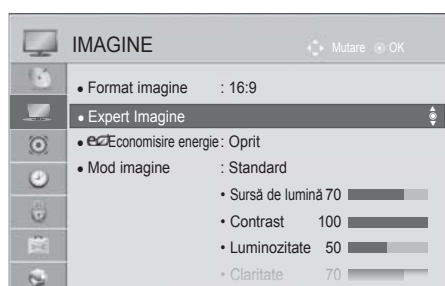 IMAGINE Mutare OK
• Format imagine : 16:9
• Expert Imagine
• eco Economisire energie : Oprit
• Mod imagine : Standard
• Sursă de lumină 70
• Contrast 100
• Luminozitate 50
• Claritate 70